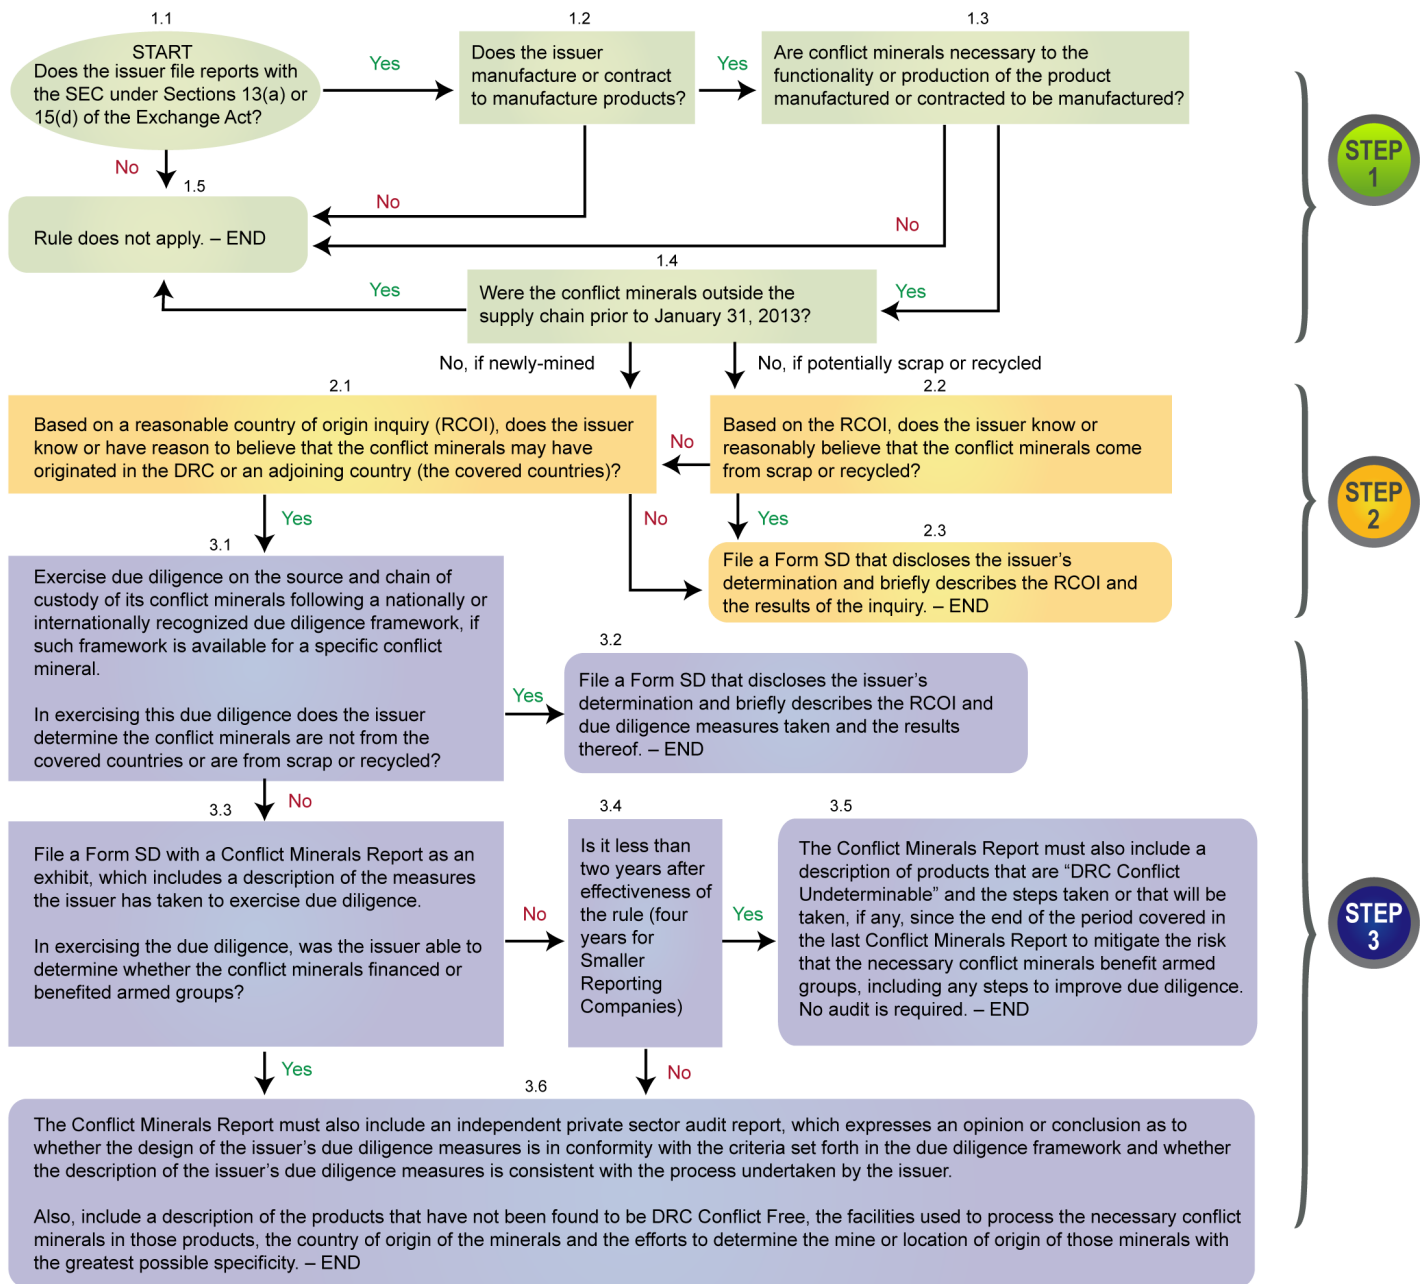 1.1
START
Does the issuer file reports with
the SEC under Sections 13(a) or
15(d) of the Exchange Act?
Yes
1.2
Does the issuer
manufacture or contract
to manufacture products?
Yes
1.3
Are conflict minerals necessary to the
functionality or production of the product
manufactured or contracted to be manufactured?
STEP
1
No
1.5
Rule does not apply. – END
No
No
Yes
1.4
Were the conflict minerals outside the
supply chain prior to January 31, 2013?
Yes
No, if newly-mined
No, if potentially scrap or recycled
2.1
Based on a reasonable country of origin inquiry (RCOI), does the issuer
know or have reason to believe that the conflict minerals may have
originated in the DRC or an adjoining country (the covered countries)?
No
2.2
Based on the RCOI, does the issuer know or
reasonably believe that the conflict minerals come
from scrap or recycled?
STEP
2
Yes
No
Yes
2.3
File a Form SD that discloses the issuer’s
determination and briefly describes the RCOI and
the results of the inquiry. – END
3.1
Exercise due diligence on the source and chain of
custody of its conflict minerals following a nationally or
internationally recognized due diligence framework, if
such framework is available for a specific conflict
mineral.
In exercising this due diligence does the issuer
determine the conflict minerals are not from the
covered countries or are from scrap or recycled?
Yes
3.2
File a Form SD that discloses the issuer’s
determination and briefly describes the RCOI and
due diligence measures taken and the results
thereof. – END
No
3.3
File a Form SD with a Conflict Minerals Report as an
exhibit, which includes a description of the measures
the issuer has taken to exercise due diligence.
In exercising the due diligence, was the issuer able to
determine whether the conflict minerals financed or
benefited armed groups?
No
3.4
Is it less than
two years after
effectiveness of
the rule (four
years for
Smaller
Reporting
Companies)
Yes
3.5
The Conflict Minerals Report must also include a
description of products that are “DRC Conflict
Undeterminable” and the steps taken or that will be
taken, if any, since the end of the period covered in
the last Conflict Minerals Report to mitigate the risk
that the necessary conflict minerals benefit armed
groups, including any steps to improve due diligence.
No audit is required. – END
STEP
3
Yes
No
3.6
The Conflict Minerals Report must also include an independent private sector audit report, which expresses an opinion or conclusion as to
whether the design of the issuer’s due diligence measures is in conformity with the criteria set forth in the due diligence framework and whether
the description of the issuer’s due diligence measures is consistent with the process undertaken by the issuer.
Also, include a description of the products that have not been found to be DRC Conflict Free, the facilities used to process the necessary conflict
minerals in those products, the country of origin of the minerals and the efforts to determine the mine or location of origin of those minerals with
the greatest possible specificity. – END